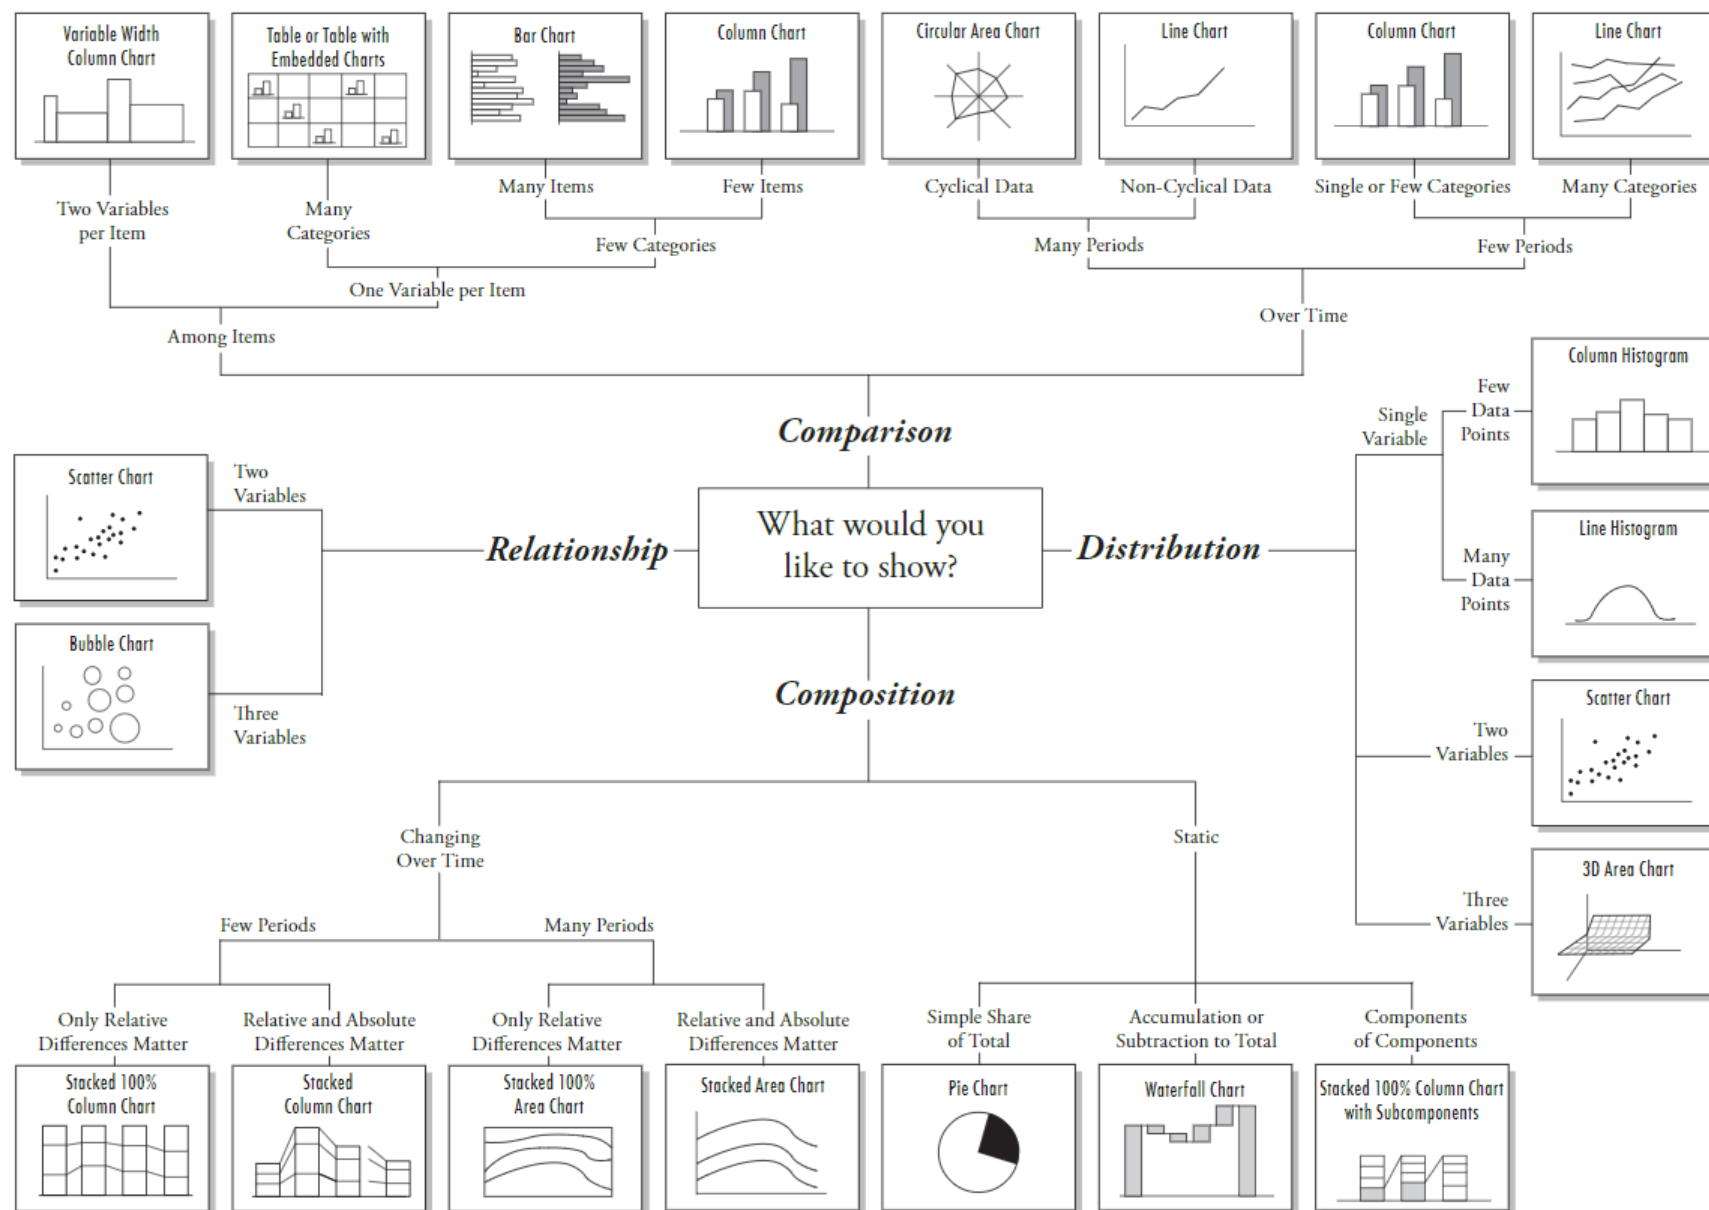 Variable Width
Column Chart
Table or Table with
Embedded Charts
Bar Chart
Column Chart
Circular Area Chart
Line Chart
Column Chart
Line Chart
Two Variables
per Item
Many
Categories
Many Items
Few Items
Cyclical Data
Non-Cyclical Data
Single or Few Categories
Many Categories
Few Categories
Many Periods
Few Periods
One Variable per Item
Among Items
Over Time
Comparison
What would you
like to show?
Relationship
Two
Variables
Scatter Chart
Three
Variables
Bubble Chart
Distribution
Single
Variable
Few
Data
Points
Column Histogram
Many
Data
Points
Line Histogram
Two
Variables
Scatter Chart
Three
Variables
3D Area Chart
Composition
Changing
Over Time
Static
Few Periods
Many Periods
Only Relative
Differences Matter
Relative and Absolute
Differences Matter
Only Relative
Differences Matter
Relative and Absolute
Differences Matter
Simple Share
of Total
Accumulation or
Subtraction to Total
Components
of Components
Stacked 100%
Column Chart
Stacked
Column Chart
Stacked 100%
Area Chart
Stacked Area Chart
Pie Chart
Waterfall Chart
Stacked 100% Column Chart
with Subcomponents